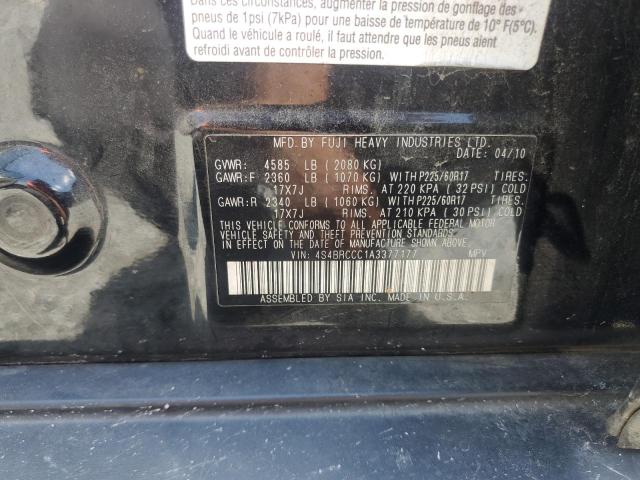 Dans ces circonstances, augmenter la pression de gonflage des
pneus de 1psi (7kPa) pour une baisse de température de 10° F(5°C).
Quand le véhicule a roulé, il faut attendre que les pneus aient
refroidi avant de contrôler la pression.
MFD. BY FUJI HEAVY INDUSTRIES LTD.
DATE: 04/10
GVWR: 4585 LB (2080 KG)
GAWR:F 2360 LB (1070 KG) WITH P225/60R17 TIRES.
17X7J RIMS AT 220 KPA (32 PSI) COLD
GAWR:R 2340 LB (1060 KG) WITH P225/60R17 TIRES.
17X7J RIMS AT 210 KPA (30 PSI) COLD
THIS VEHICLE CONFORMS TO ALL APPLICABLE FEDERAL MOTOR
VEHICLE SAFETY AND THEFT PREVENTION STANDARDS
IN EFFECT ON THE DATE OF MANUFACTURE SHOWN ABOVE.
VIN: 4S4BRCCC1A3377177 MPV
ASSEMBLED BY SIA INC. MADE IN U.S.A.